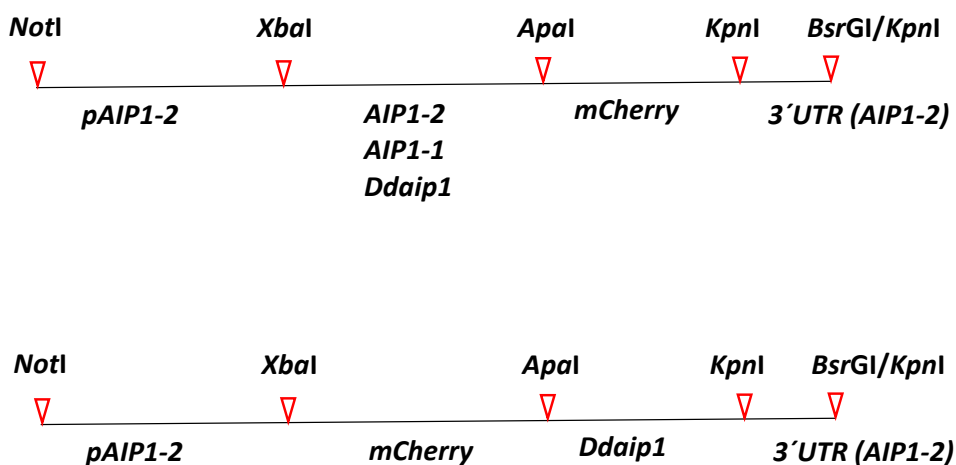 NotI XbaI ApaI KpnI BsrGI/KpnI
pAIP1-2 AIP1-2 mCherry 3´UTR (AIP1-2)
AIP1-1
Ddaip1
NotI XbaI ApaI KpnI BsrGI/KpnI
pAIP1-2 mCherry Ddaip1 3´UTR (AIP1-2)